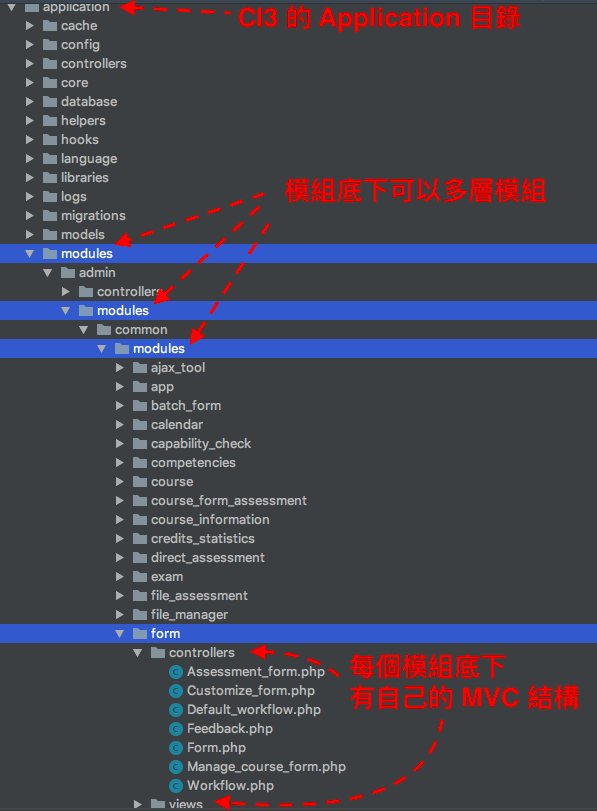 application
CI3 的 Application 目錄
cache
config
controllers
core
database
helpers
hooks
language
libraries
模組底下可以多層模組
logs
migrations
models
modules
admin
controllers
modules
common
modules
ajax_tool
app
batch_form
calendar
capability_check
competencies
course
course_form_assessment
course_information
credits_statistics
direct_assessment
exam
file_assessment
file_manager
form
controllers
每個模組底下
有自己的 MVC 結構
Assessment_form.php
Customize_form.php
Default_workflow.php
Feedback.php
Form.php
Manage_course_form.php
Workflow.php
views